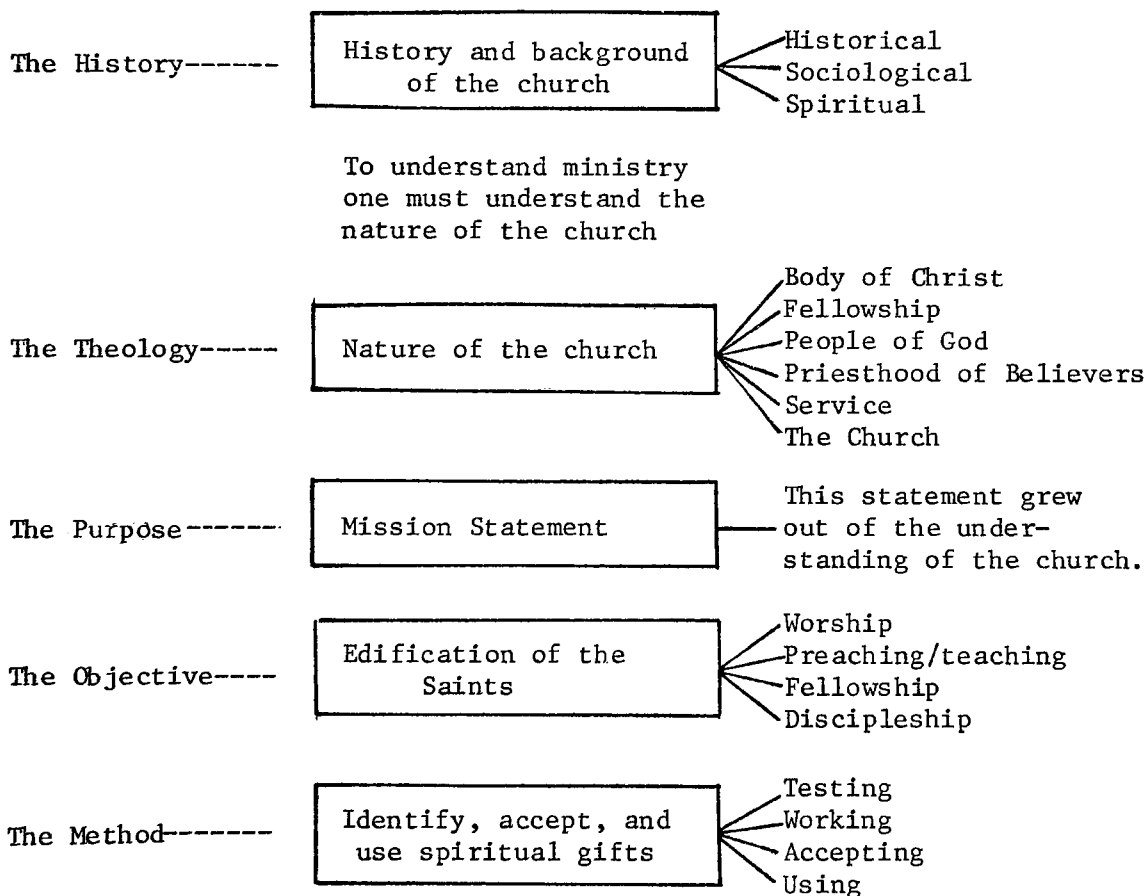 The History------
History and background
of the church
Historical
Sociological
Spiritual
To understand ministry
one must understand the
nature of the church
The Theology-----
Nature of the church
Body of Christ
Fellowship
People of God
Priesthood of Believers
Service
The Church
The Purpose ------
Mission Statement
This statement grew
out of the under-
standing of the church.
The Objective----
Edification of the
Saints
Worship
Preaching/teaching
Fellowship
Discipleship
The Method-------
Identify, accept, and
use spiritual gifts
Testing
Working
Accepting
Using